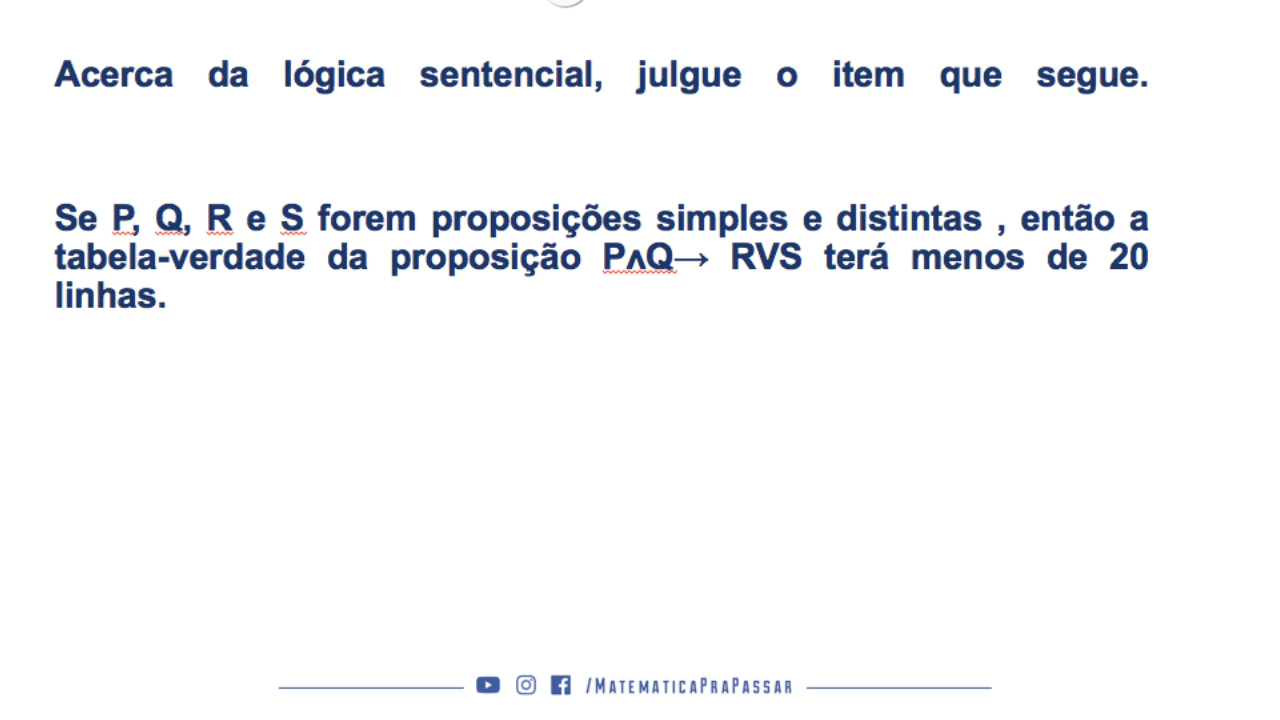 Acerca da lógica sentencial, julgue o item que segue.
Se P, Q, R e S forem proposições simples e distintas , então a
tabela-verdade da proposição P∧Q→ RVS terá menos de 20
linhas.
/MatematicaPraPassar